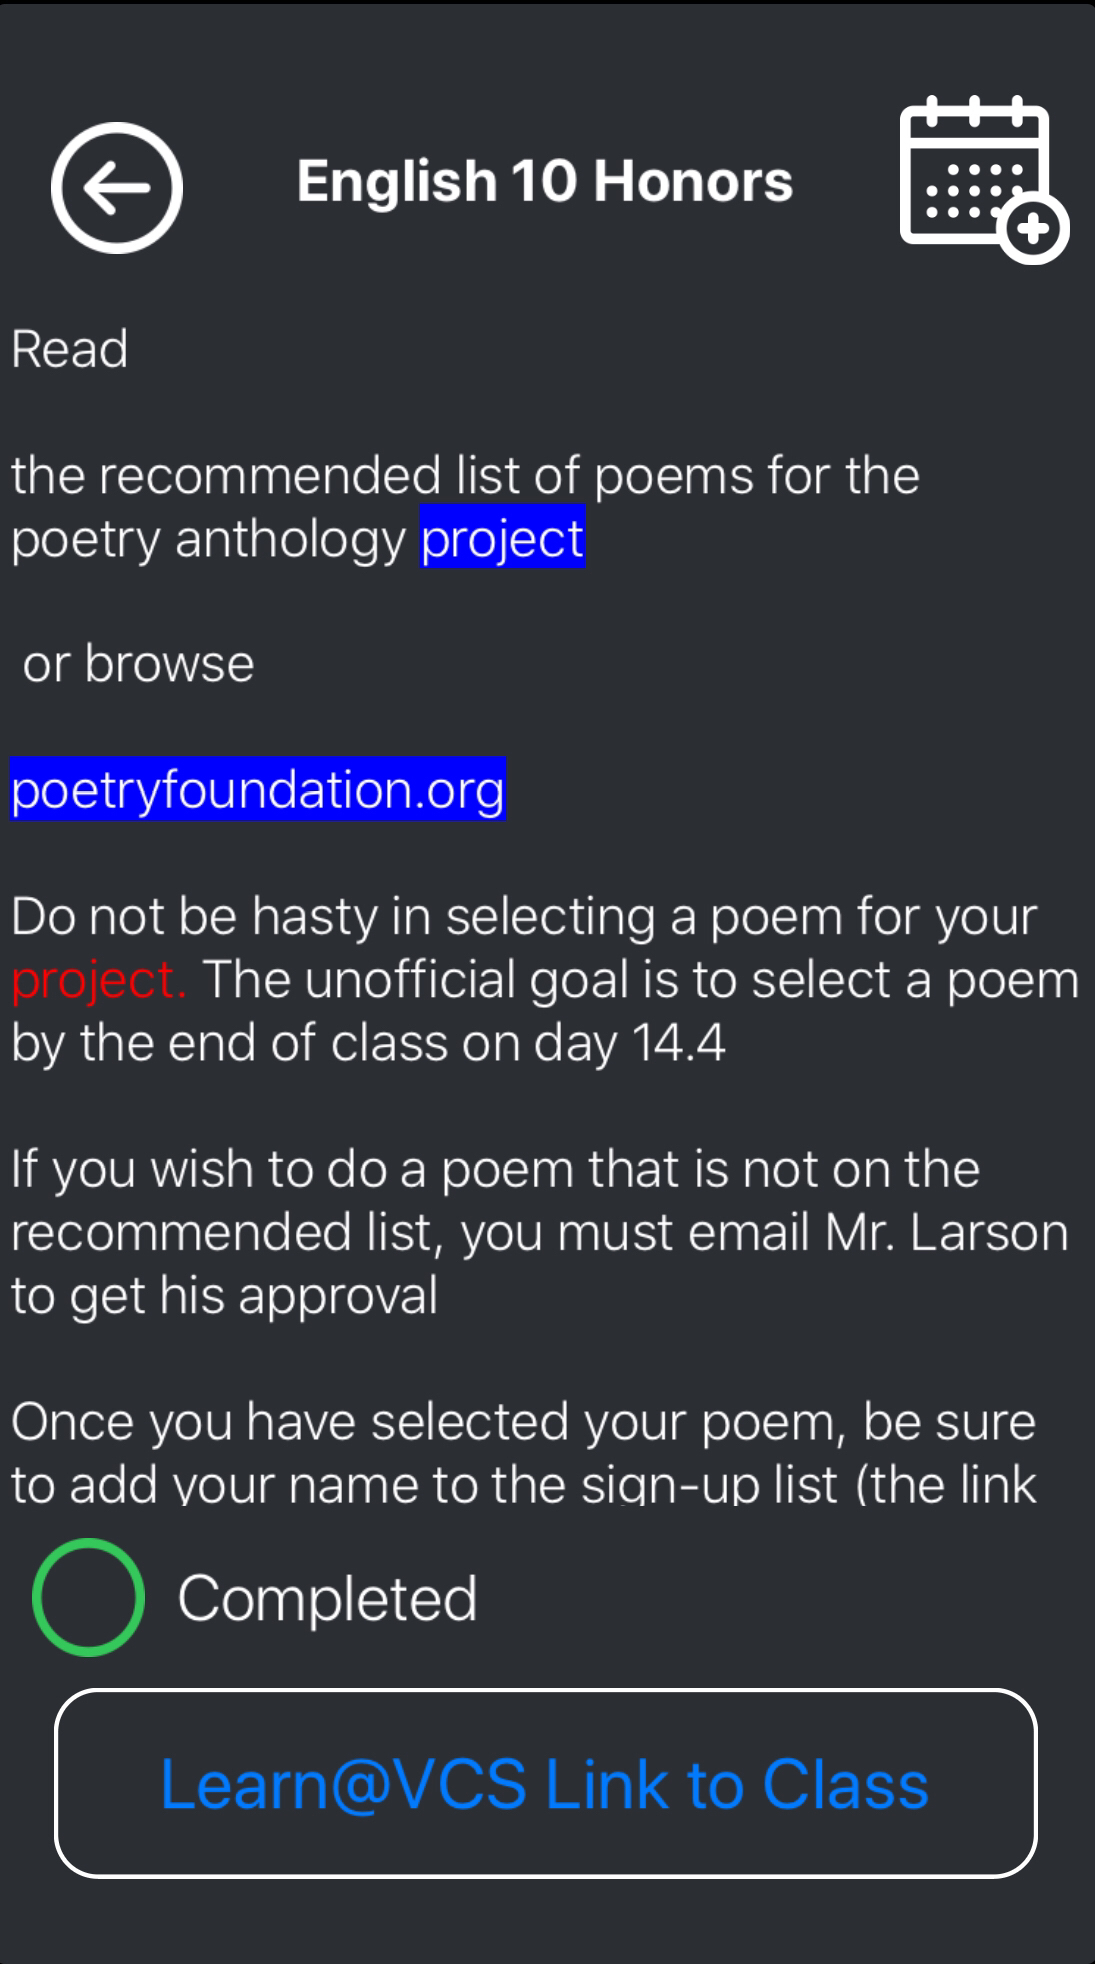 English 10 Honors
Read
the recommended list of poems for the
poetry anthology project
or browse
poetryfoundation.org
Do not be hasty in selecting a poem for your
project. The unofficial goal is to select a poem
by the end of class on day 14.4
If you wish to do a poem that is not on the
recommended list, you must email Mr. Larson
to get his approval
Once you have selected your poem, be sure
to add your name to the sign-up list (the link
Completed
Learn@VCS Link to Class